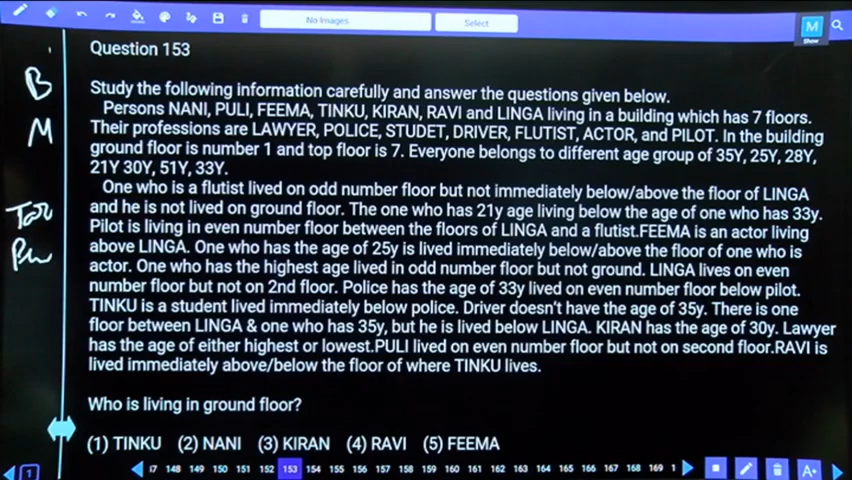 No Images
Select
M
Show
Question 153
B
M
Study the following information carefully and answer the questions given below.
Persons NANI, PULI, FEEMA, TINKU, KIRAN, RAVI and LINGA living in a building which has 7 floors.
Their professions are LAWYER, POLICE, STUDET, DRIVER, FLUTIST, ACTOR, and PILOT. In the building
ground floor is number 1 and top floor is 7. Everyone belongs to different age group of 35Y, 25Y, 28Y,
21Y 30Y, 51Y, 33Y.
One who is a flutist lived on odd number floor but not immediately below/above the floor of LINGA
and he is not lived on ground floor. The one who has 21y age living below the age of one who has 33y.
Pilot is living in even number floor between the floors of LINGA and a flutist.FEEMA is an actor living
above LINGA. One who has the age of 25y is lived immediately below/above the floor of one who is
actor. One who has the highest age lived in odd number floor but not ground. LINGA lives on even
number floor but not on 2nd floor. Police has the age of 33y lived on even number floor below pilot.
TINKU is a student lived immediately below police. Driver doesn't have the age of 35y. There is one
floor between LINGA & one who has 35y, but he is lived below LINGA. KIRAN has the age of 30y. Lawyer
has the age of either highest or lowest.PULI lived on even number floor but not on second floor.RAVI is
lived immediately above/below the floor of where TINKU lives.
Who is living in ground floor?
(1) TINKU (2) NANI (3) KIRAN (4) RAVI (5) FEEMA
1
148 149 150 151 152 153 154 155 156 157 158 159 160 161 162 163 164 165 166 167 168 169 1
A+